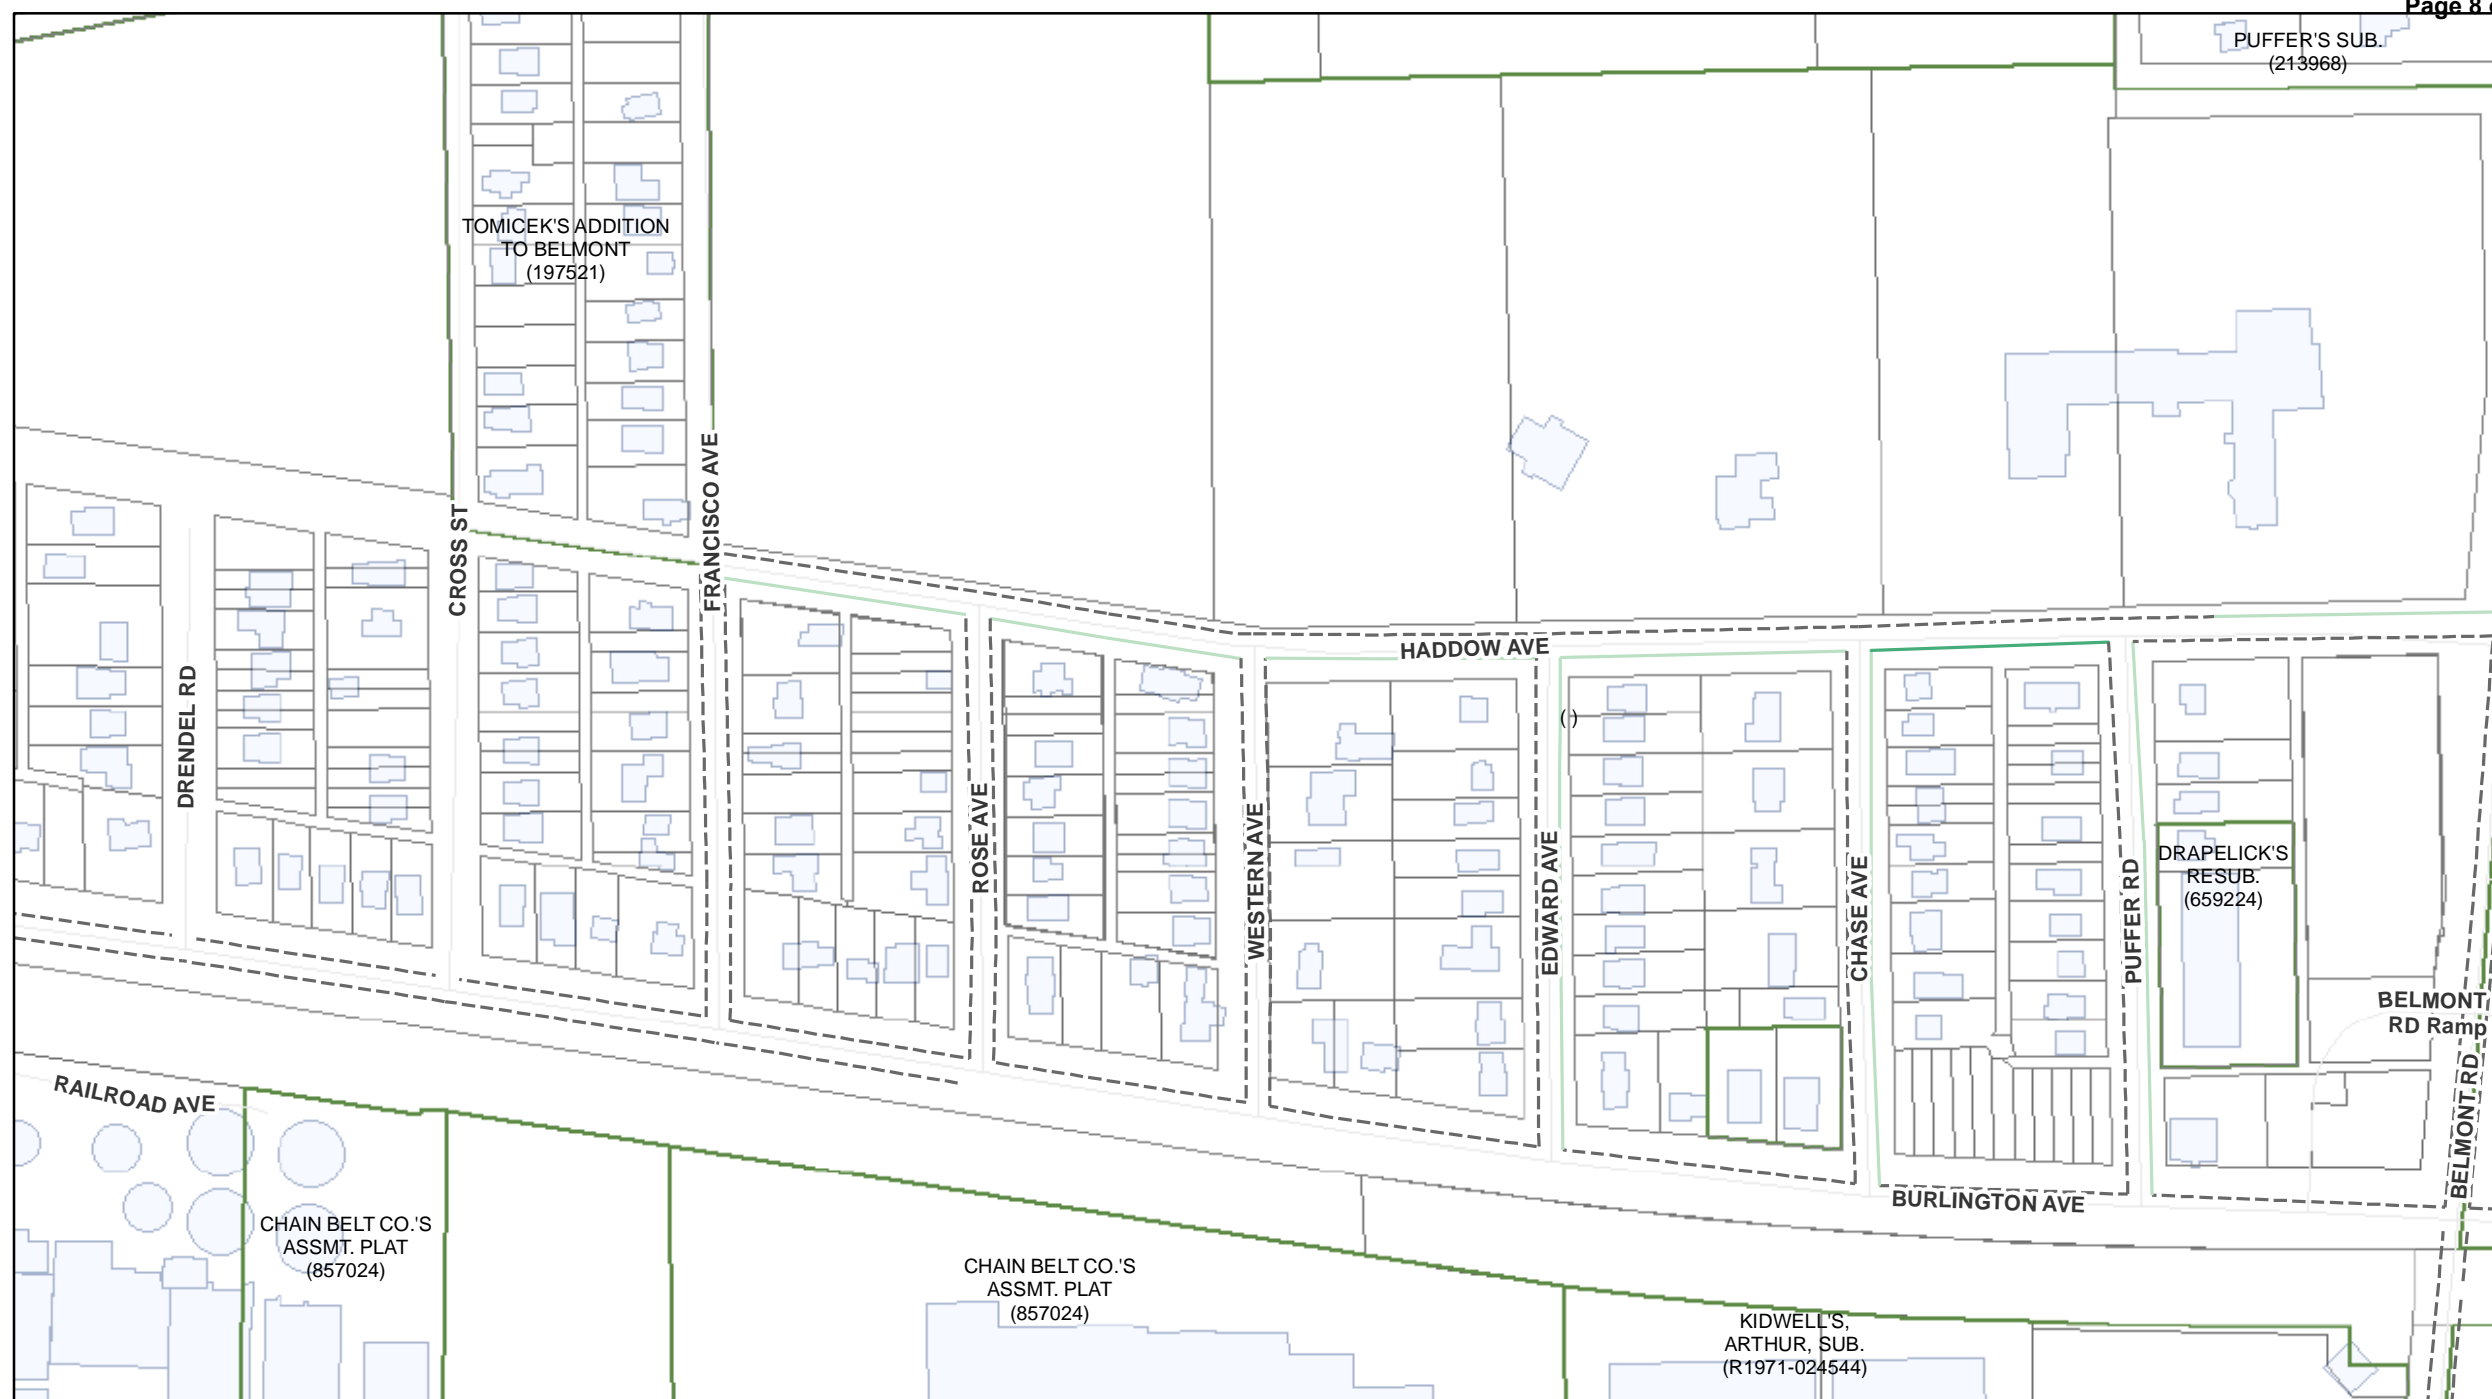 Page 8
PUFFER'S SUB.
(213968)
TOMICEK'S ADDITION
TO BELMONT
(197521)
FRANCISCO AVE
CROSS ST
HADDOW AVE
DRENDEL RD
( )
ROSE AVE
WESTERN AVE
EDWARD AVE
CHASE AVE
PUFFER RD
DRAPELICK'S
RESUB.
(659224)
BELMONT
RD Ramp
BELMONT RD
RAILROAD AVE
BURLINGTON AVE
CHAIN BELT CO.'S
ASSMT. PLAT
(857024)
CHAIN BELT CO.'S
ASSMT. PLAT
(857024)
KIDWELL'S,
ARTHUR, SUB.
(R1971-024544)